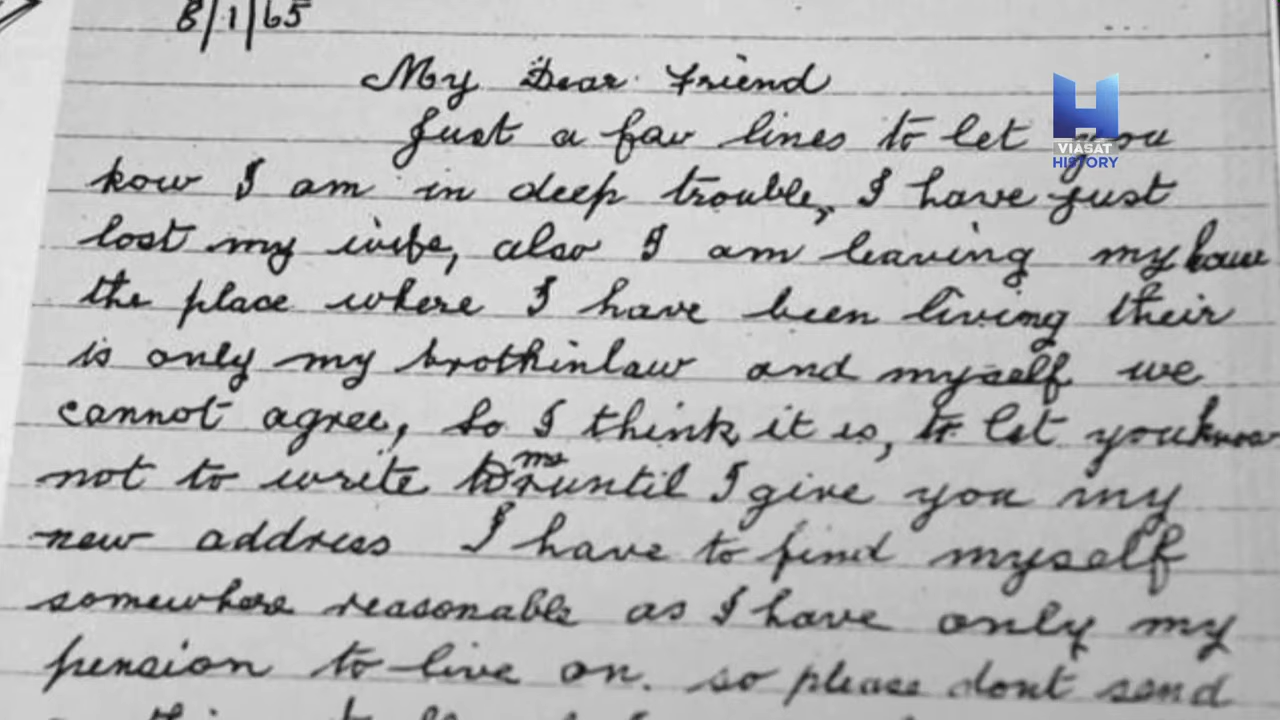 8/1/65
My Dear Friend
Just a faw lines to let you
kow I am in deep trouble, I have just
lost my wife, also I am leaving my house
the place where I have been living their
is only my brothinlaw and myself we
cannot agree, So I think it is, to let you know
not to write to me until I give you my
new address I have to find myself
somewhere reasonable as I have only my
pension to live on. so please dont send
VIASAT
HISTORY